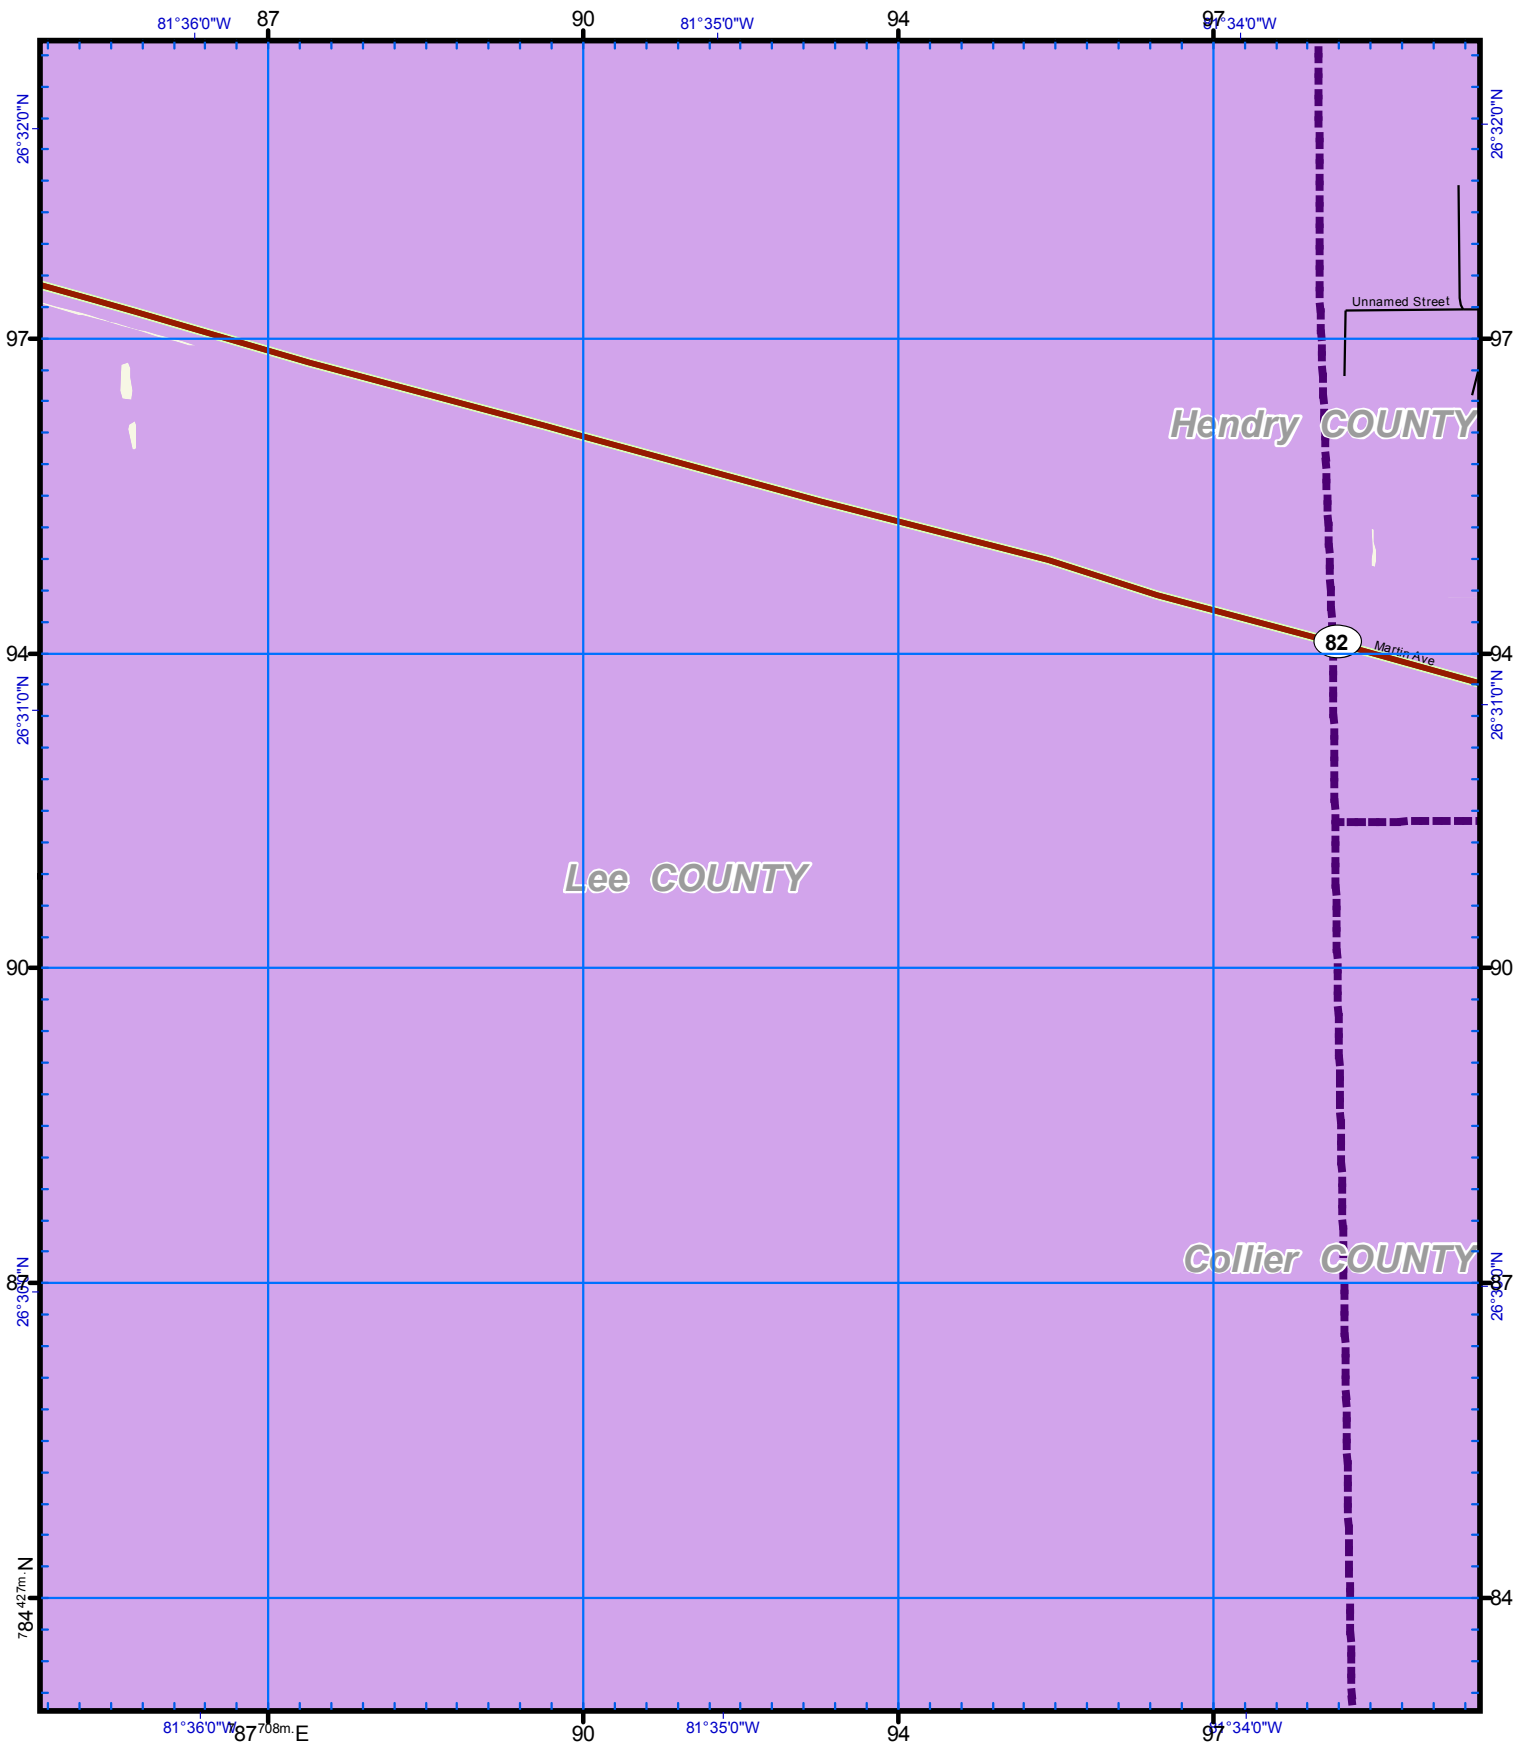 87 90 94 97
81°36'0"W 81°35'0"W 81°34'0"W
26°32'0"N 26°32'0"N
Unnamed Street
97 97
Hendry COUNTY
82
Martin Ave
94 94
26°31'0"N 26°31'0"N
Lee COUNTY
90 90
Collier COUNTY
87 87
26°30'0"N 26°30'0"N
784 427m. N 84
81°36'0"W 81°35'0"W 81°34'0"W
787 708m. E 90 94 97